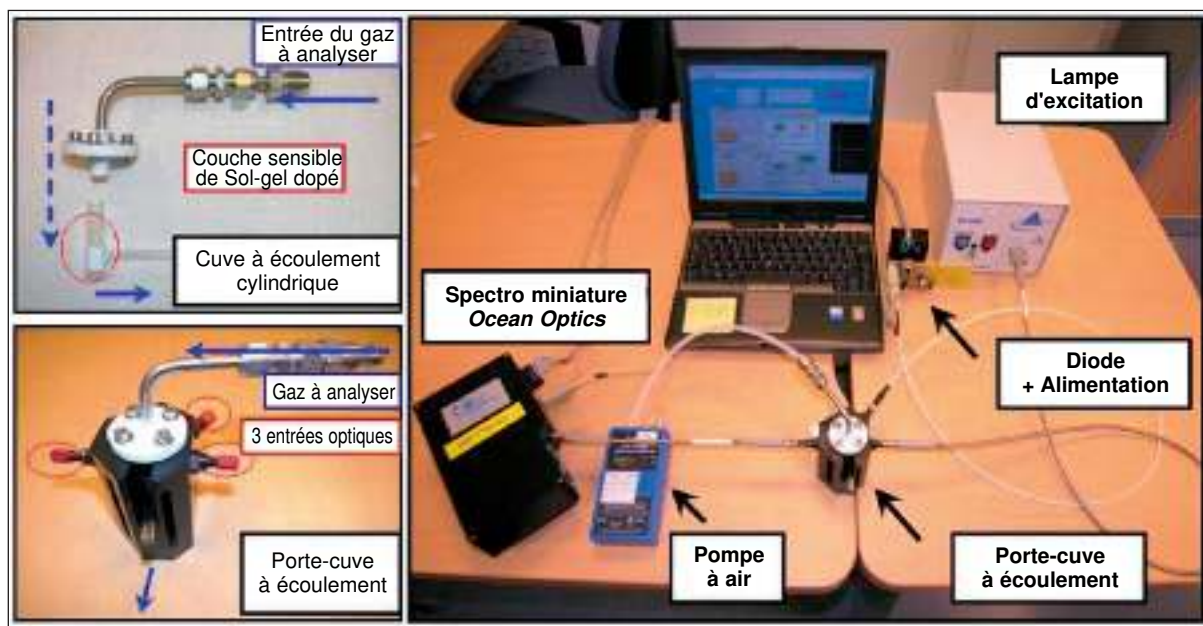 Entrée du gaz
à analyser
Couche sensible
de Sol-gel dopé
Cuve à écoulement
cylindrique
Gaz à analyser
3 entrées optiques
Porte-cuve
à écoulement
Lampe
d'excitation
Spectro miniature
Ocean Optics
Diode
+ Alimentation
Pompe
à air
Porte-cuve
à écoulement